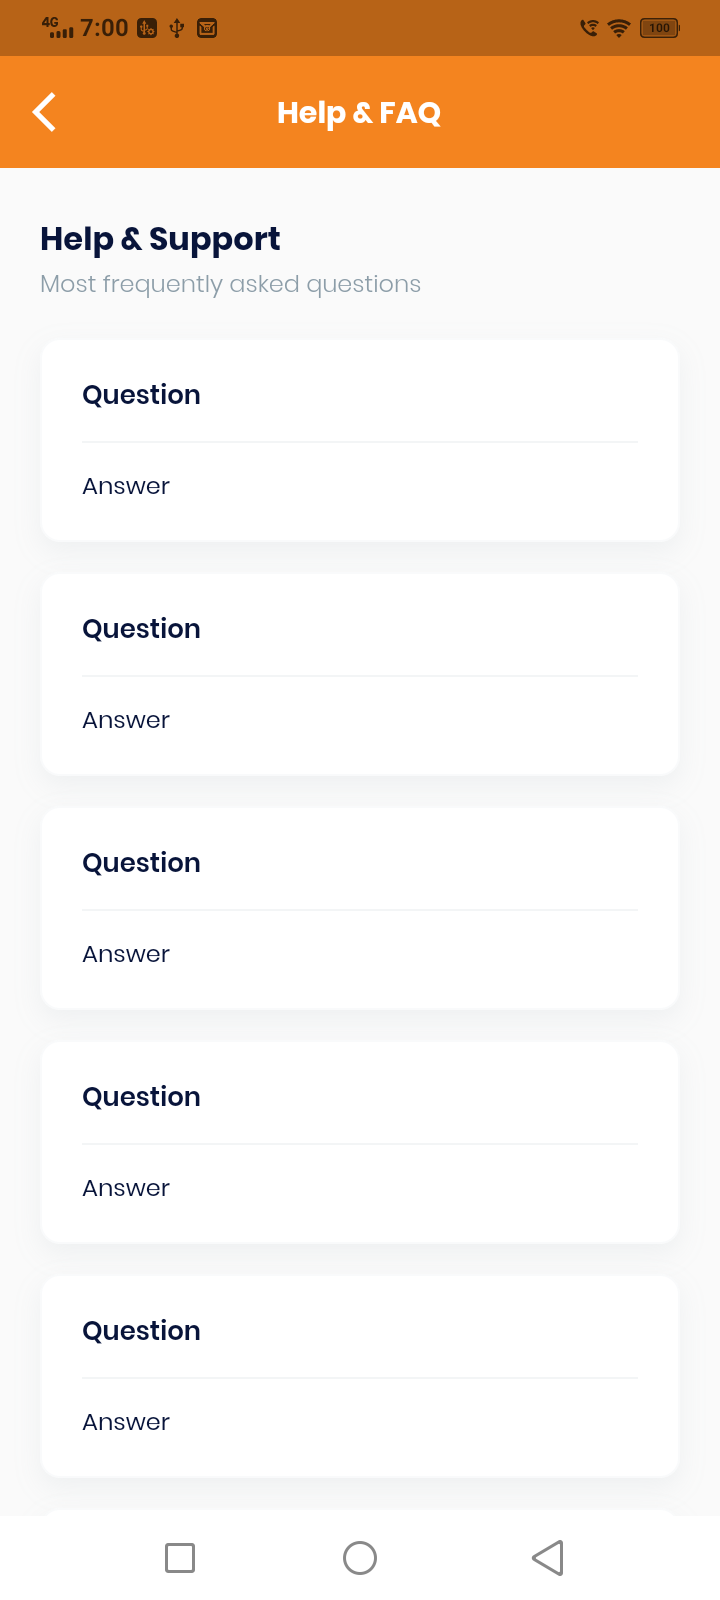 4G 7:00 100
Help & FAQ
Help & Support
Most frequently asked questions
Question
Answer
Question
Answer
Question
Answer
Question
Answer
Question
Answer